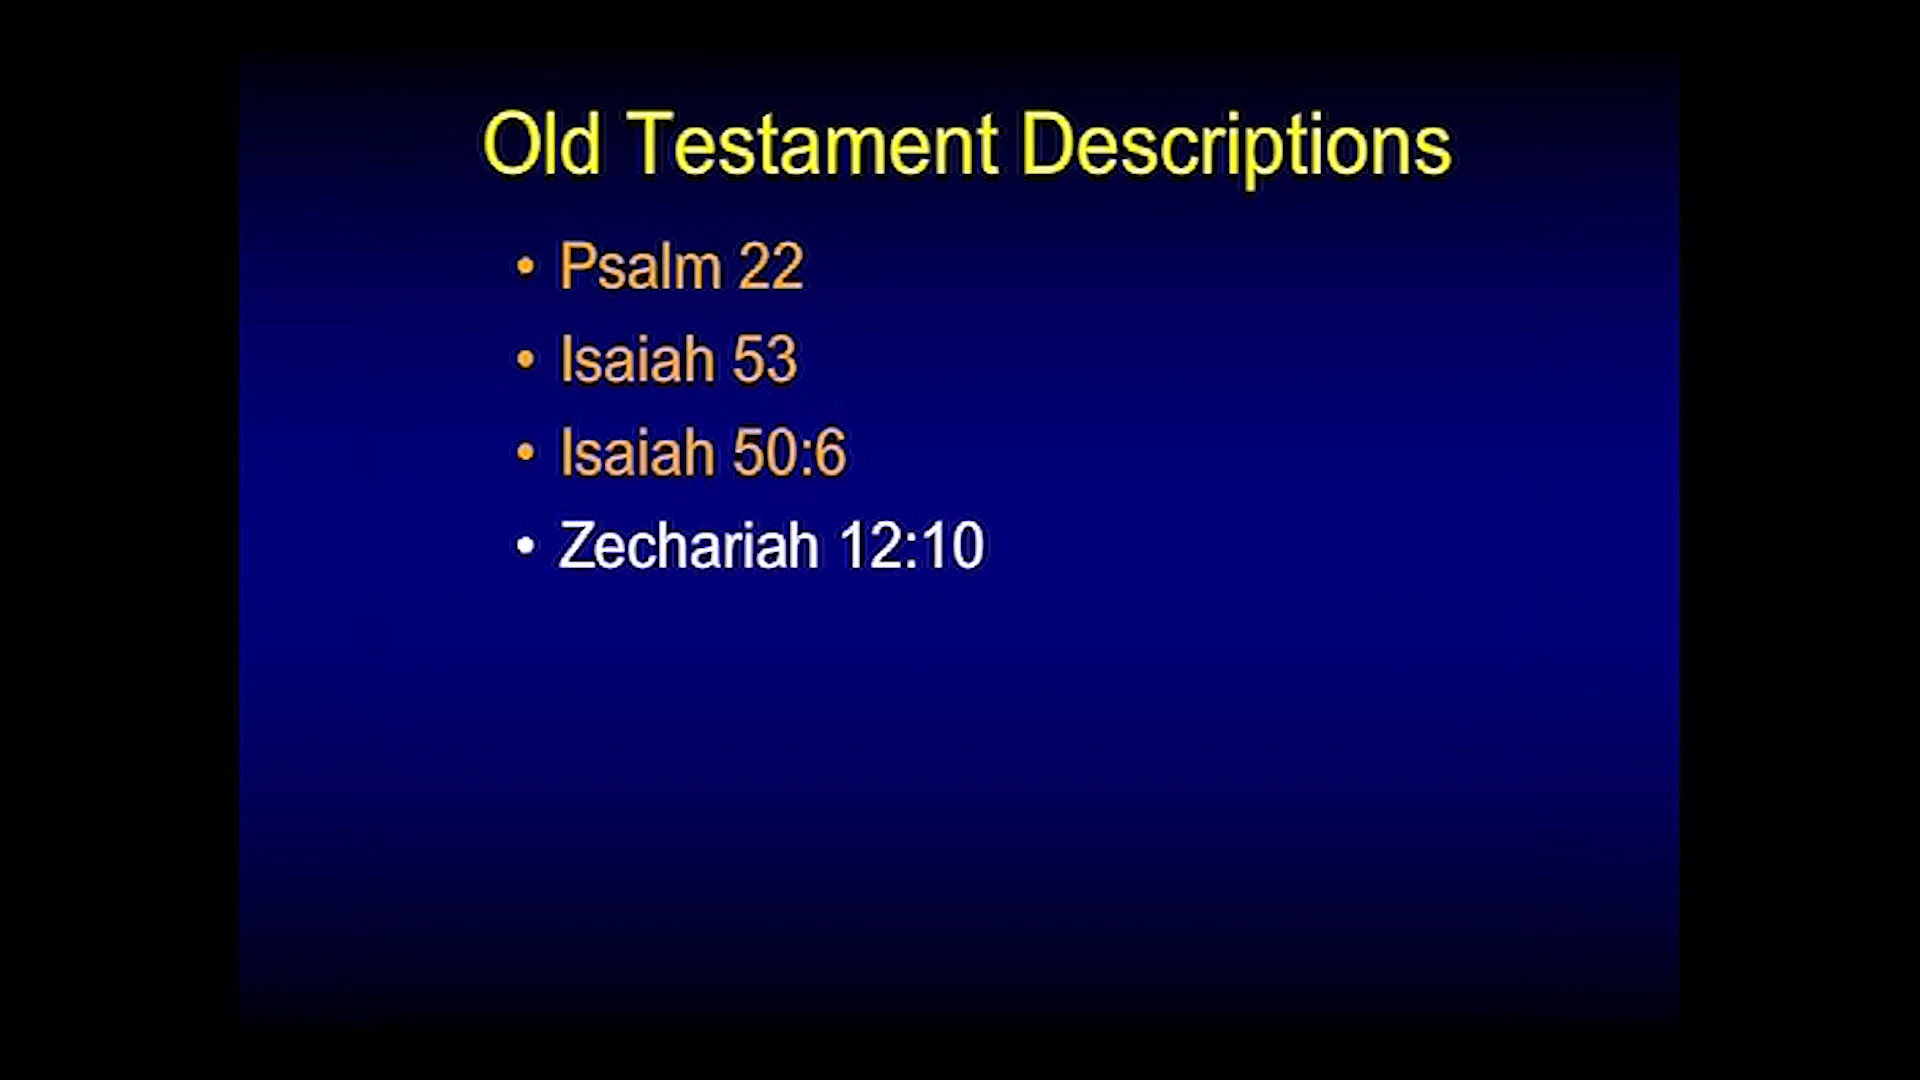 Old Testament Descriptions
• Psalm 22
• Isaiah 53
• Isaiah 50:6
• Zechariah 12:10